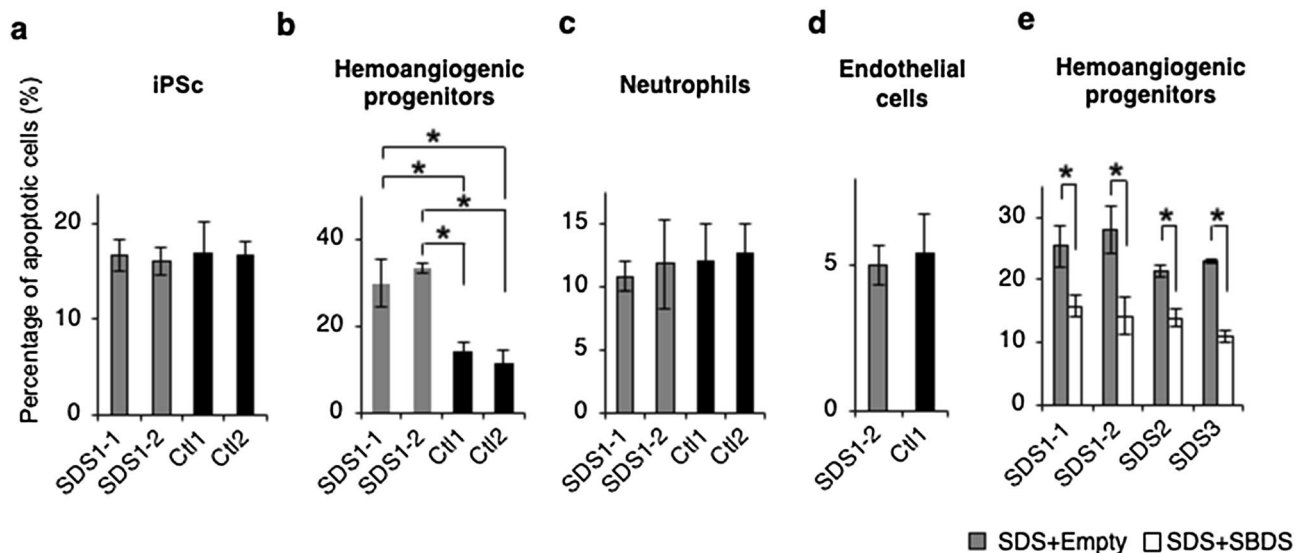 a
b
c
d
e
iPSc
Hemoangiogenic
progenitors
Neutrophils
Endothelial
cells
Hemoangiogenic
progenitors
Percentage of apoptotic cells (%)
20
10
0
SDS1-1
SDS1-2
Ctl1
Ctl2
*
*
*
*
40
20
0
SDS1-1
SDS1-2
Ctl1
Ctl2
15
10
5
0
SDS1-1
SDS1-2
Ctl1
Ctl2
5
0
SDS1-2
Ctl1
*
*
*
*
30
20
10
0
SDS1-1
SDS1-2
SDS2
SDS3
SDS+Empty
SDS+SBDS